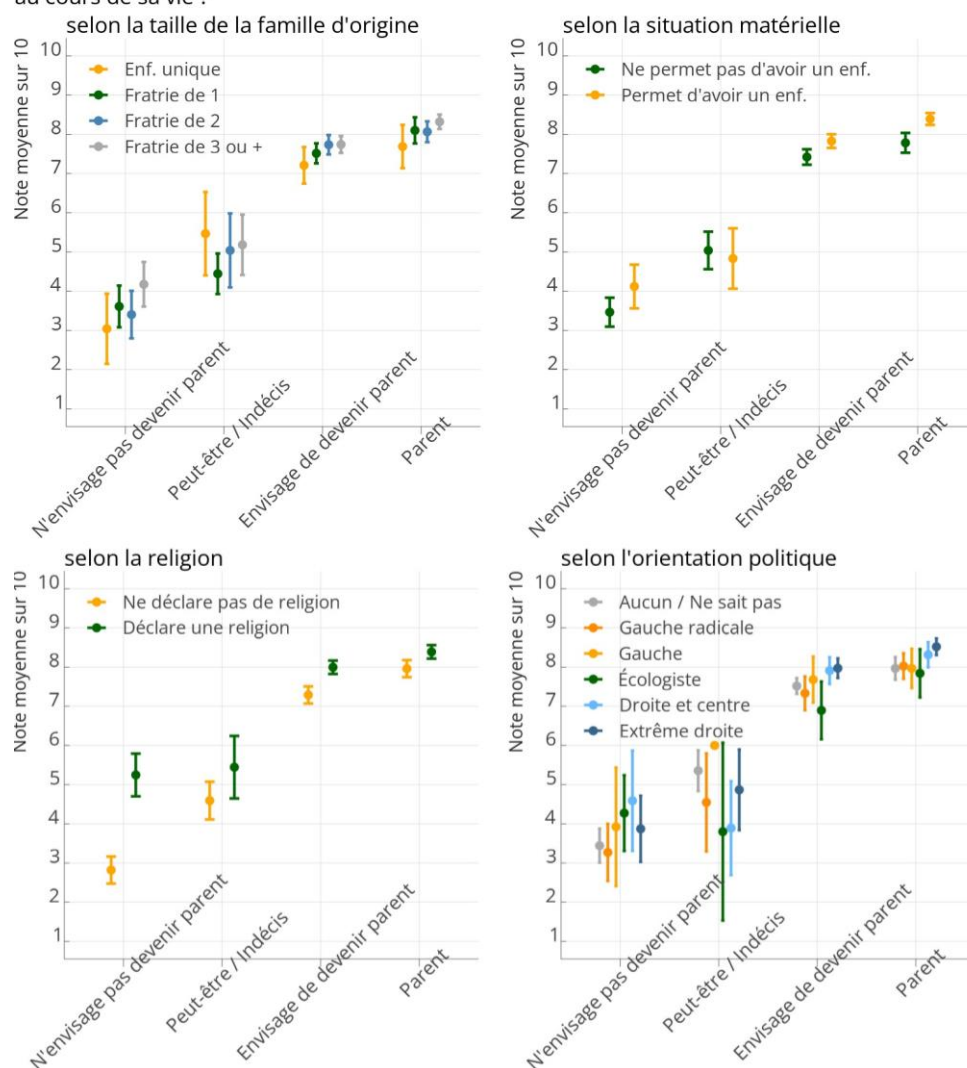 au cours de sa vie ?
selon la taille de la famille d'origine
Note moyenne sur 10
10
9
8
7
6
5
4
3
2
1
Enf. unique
Fratrie de 1
Fratrie de 2
Fratrie de 3 ou +
N'envisage pas devenir parent
Peut-être / Indécis
Envisage de devenir parent
Parent
selon la situation matérielle
Note moyenne sur 10
10
9
8
7
6
5
4
3
2
1
Ne permet pas d'avoir un enf.
Permet d'avoir un enf.
N'envisage pas devenir parent
Peut-être / Indécis
Envisage de devenir parent
Parent
selon la religion
Note moyenne sur 10
10
9
8
7
6
5
4
3
2
1
Ne déclare pas de religion
Déclare une religion
N'envisage pas devenir parent
Peut-être / Indécis
Envisage de devenir parent
Parent
selon l'orientation politique
Note moyenne sur 10
10
9
8
7
6
5
4
3
2
1
Aucun / Ne sait pas
Gauche radicale
Gauche
Écologiste
Droite et centre
Extrême droite
N'envisage pas devenir parent
Peut-être / Indécis
Envisage de devenir parent
Parent